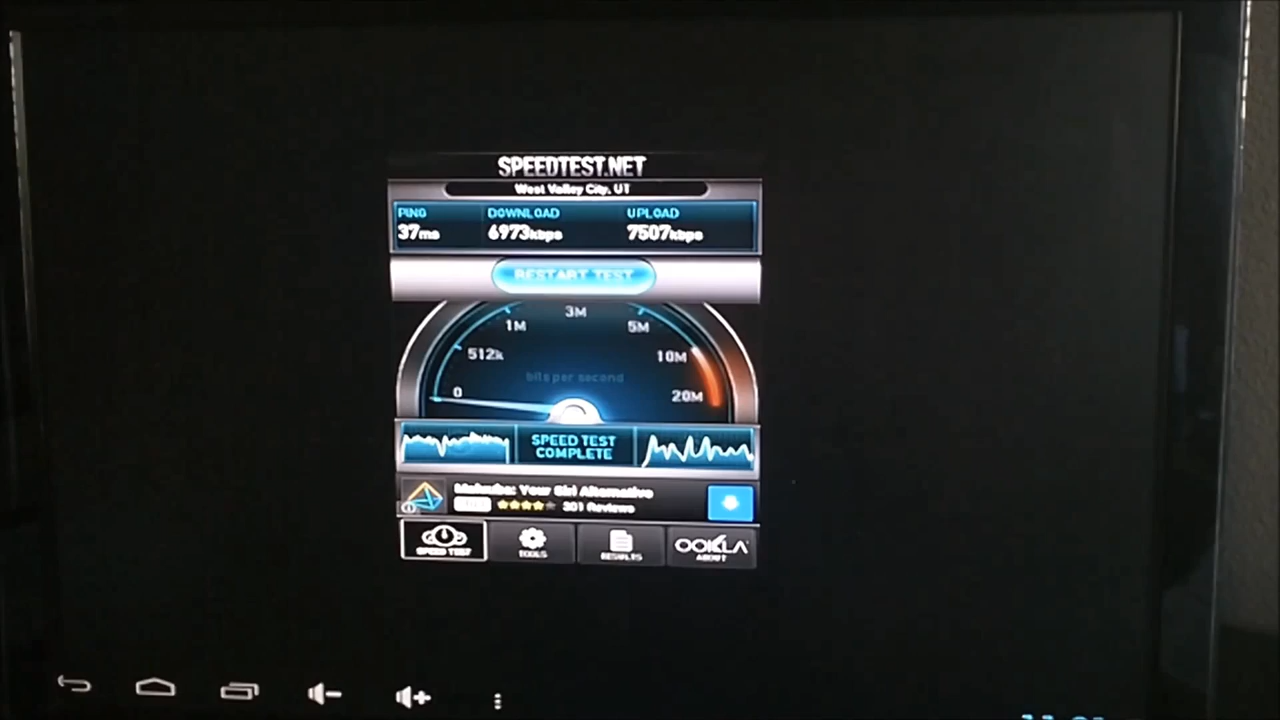 SPEEDTEST.NET
West Valley City, UT
PING DOWNLOAD UPLOAD
37ms 6973kbps 7507kbps
RESTART TEST
3M
1M 5M
512k 10M
bits per second
0 20M
SPEED TEST
COMPLETE
Your Siri Alternative
301 Reviews
SPEED TEST TOOLS RESULTS OOKLA
ABOUT